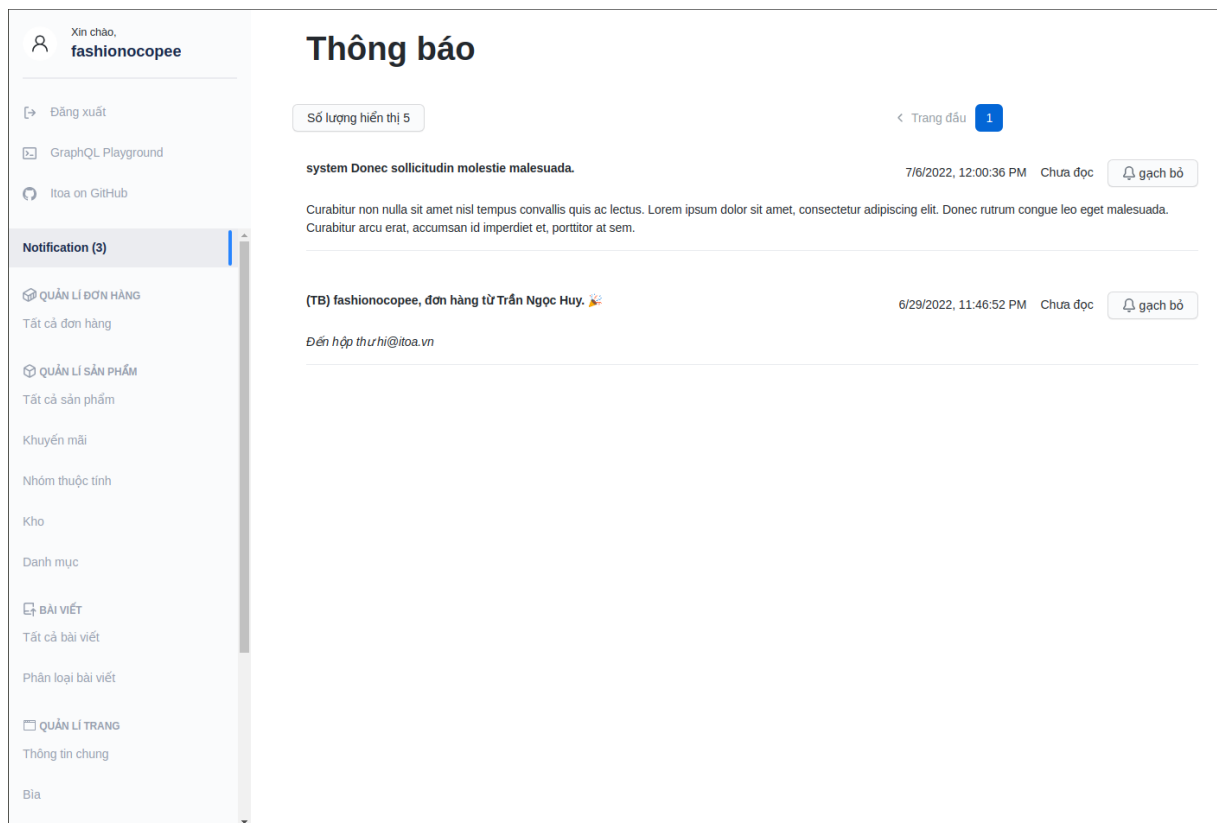 Xin chào,
fashionocopee
Đăng xuất
GraphQL Playground
Itoa on GitHub
Notification (3)
QUẢN LÍ ĐƠN HÀNG
Tất cả đơn hàng
QUẢN LÍ SẢN PHẨM
Tất cả sản phẩm
Khuyến mãi
Nhóm thuộc tính
Kho
Danh mục
BÀI VIẾT
Tất cả bài viết
Phân loại bài viết
QUẢN LÍ TRANG
Thông tin chung
Bìa
Thông báo
Số lượng hiển thị 5
Trang đầu 1
system Donec sollicitudin molestie malesuada.
7/6/2022, 12:00:36 PM Chưa đọc gạch bỏ
Curabitur non nulla sit amet nisl tempus convallis quis ac lectus. Lorem ipsum dolor sit amet, consectetur adipiscing elit. Donec rutrum congue leo eget malesuada.
Curabitur arcu erat, accumsan id imperdiet et, porttitor at sem.
(TB) fashionocopee, đơn hàng từ Trần Ngọc Huy. 🎉
6/29/2022, 11:46:52 PM Chưa đọc gạch bỏ
Đến hộp thư hi@itoa.vn